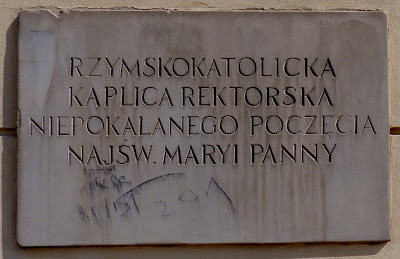 RZYMSKOKATOLICKA
KAPLICA REKTORSKA
NIEPOKALANEGO POCZĘCIA
NAJŚW. MARYI PANNY